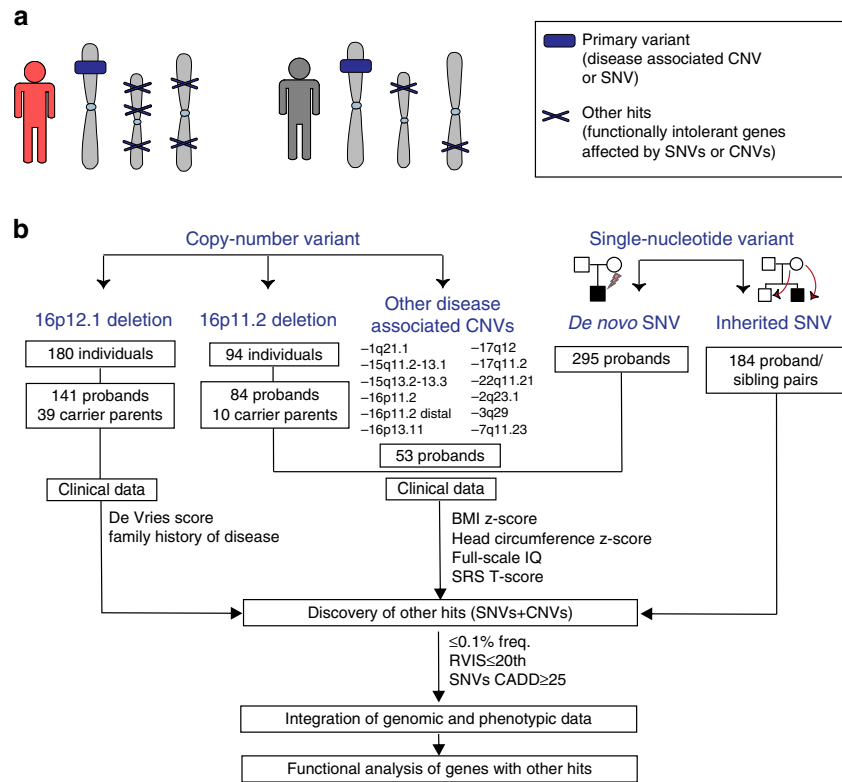 a
Primary variant
(disease associated CNV
or SNV)
Other hits
(functionally intolerant genes
affected by SNVs or CNVs)
b
Copy-number variant
Single-nucleotide variant
16p12.1 deletion
16p11.2 deletion
Other disease
associated CNVs
De novo SNV
Inherited SNV
180 individuals
141 probands
39 carrier parents
94 individuals
84 probands
10 carrier parents
–1q21.1
–15q11.2-13.1
–15q13.2-13.3
–16p11.2
–16p11.2 distal
–16p13.11
–17q12
–17q11.2
–22q11.21
–2q23.1
–3q29
–7q11.23
53 probands
295 probands
184 proband/
sibling pairs
Clinical data
De Vries score
family history of disease
Clinical data
BMI z-score
Head circumference z-score
Full-scale IQ
SRS T-score
Discovery of other hits (SNVs+CNVs)
≤0.1% freq.
RVIS≤20th
SNVs CADD≥25
Integration of genomic and phenotypic data
Functional analysis of genes with other hits